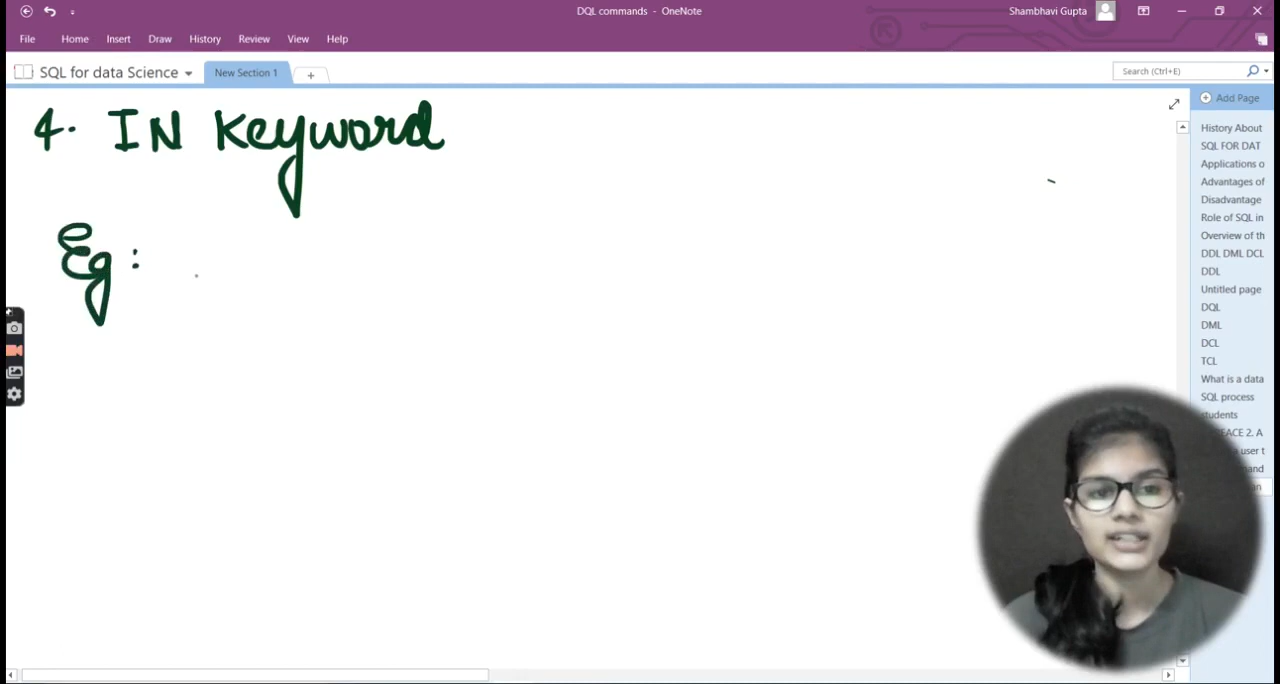 DQL commands - OneNote
Shambhavi Gupta
File Home Insert Draw History Review View Help
SQL for data Science
New Section 1
+
Search (Ctrl+E)
4. IN Keyword
Eg :
Add Page
History About
SQL FOR DAT
Applications o
Advantages of
Disadvantage
Role of SQL in
Overview of th
DDL DML DCL
DDL
Untitled page
DQL
DML
DCL
TCL
What is a data
SQL process
students
FACE 2. A
user t